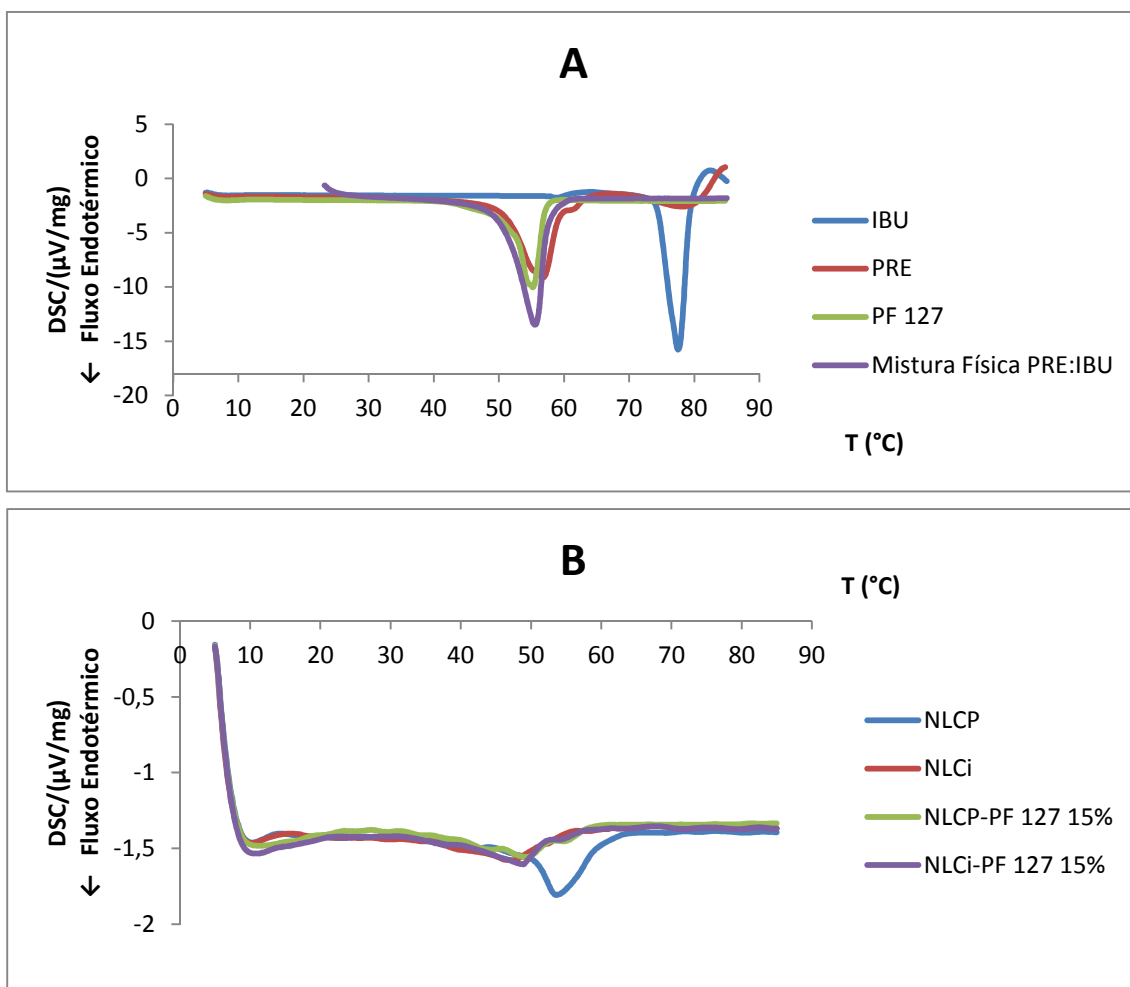 A
5
0
-5
-10
-15
-20
0 10 20 30 40 50 60 70 80 90
DSC/(µV/mg)
← Fluxo Endotérmico
T (°C)
IBU
PRE
PF 127
Mistura Física PRE:IBU
B
T (°C)
0
-0,5
-1
-1,5
-2
0 10 20 30 40 50 60 70 80 90
DSC/(µV/mg)
← Fluxo Endotérmico
NLCP
NLCi
NLCP-PF 127 15%
NLCi-PF 127 15%